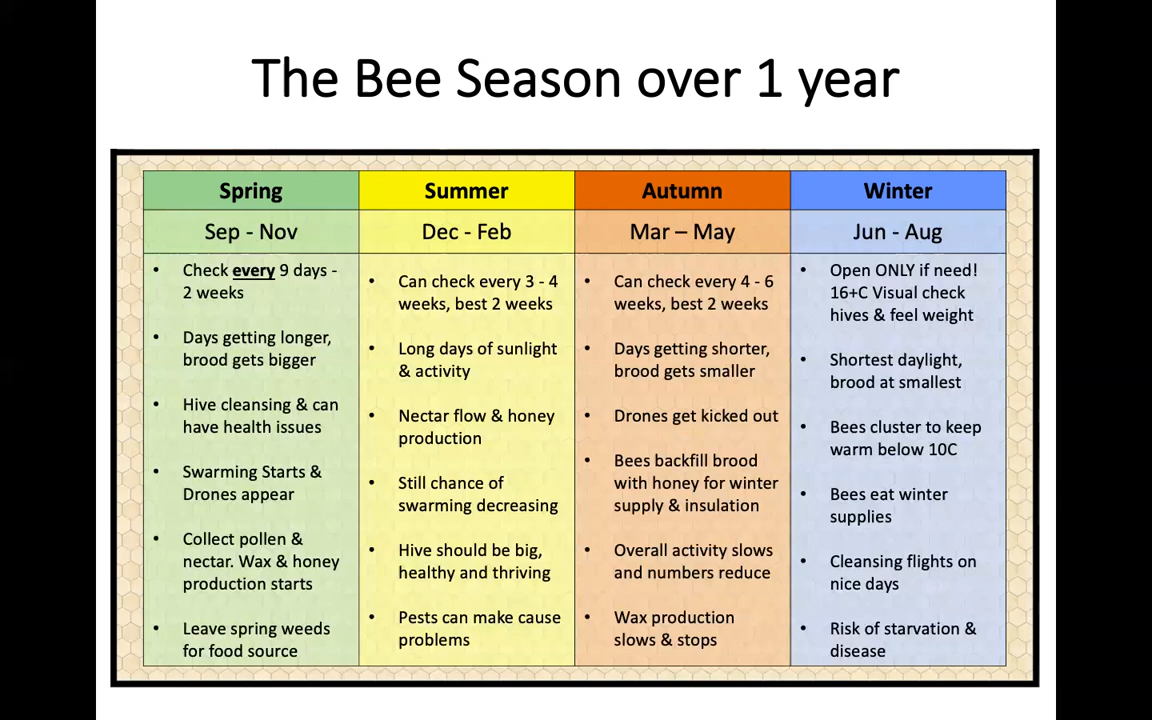 The Bee Season over 1 year
Spring
Sep - Nov
• Check every 9 days -
2 weeks
• Days getting longer,
brood gets bigger
• Hive cleansing & can
have health issues
• Swarming Starts &
Drones appear
• Collect pollen &
nectar. Wax & honey
production starts
• Leave spring weeds
for food source
Summer
Dec - Feb
• Can check every 3 - 4
weeks, best 2 weeks
• Long days of sunlight
& activity
• Nectar flow & honey
production
• Still chance of
swarming decreasing
• Hive should be big,
healthy and thriving
• Pests can make cause
problems
Autumn
Mar – May
• Can check every 4 - 6
weeks, best 2 weeks
• Days getting shorter,
brood gets smaller
• Drones get kicked out
• Bees backfill brood
with honey for winter
supply & insulation
• Overall activity slows
and numbers reduce
• Wax production
slows & stops
Winter
Jun - Aug
• Open ONLY if need!
16+C Visual check
hives & feel weight
• Shortest daylight,
brood at smallest
• Bees cluster to keep
warm below 10C
• Bees eat winter
supplies
• Cleansing flights on
nice days
• Risk of starvation &
disease